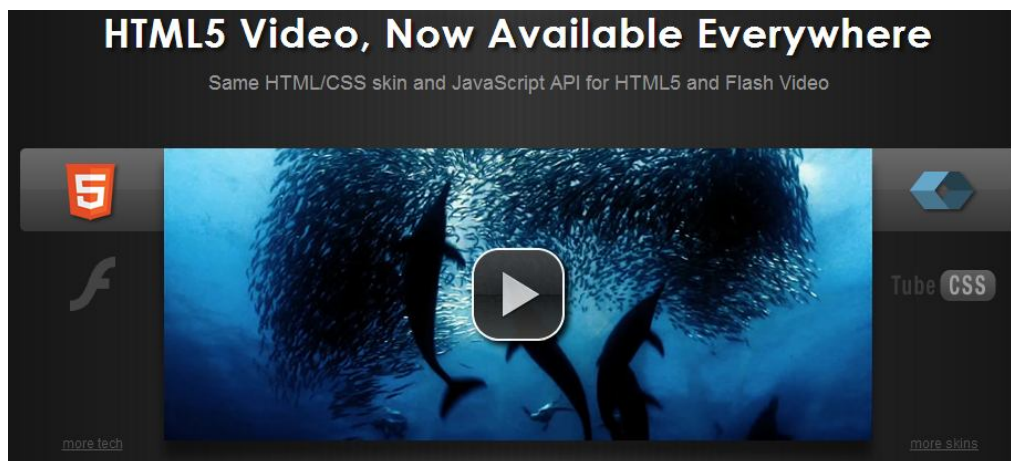 HTML5 Video, Now Available Everywhere
Same HTML/CSS skin and JavaScript API for HTML5 and Flash Video
5
f
Tube CSS
more tech
more skins